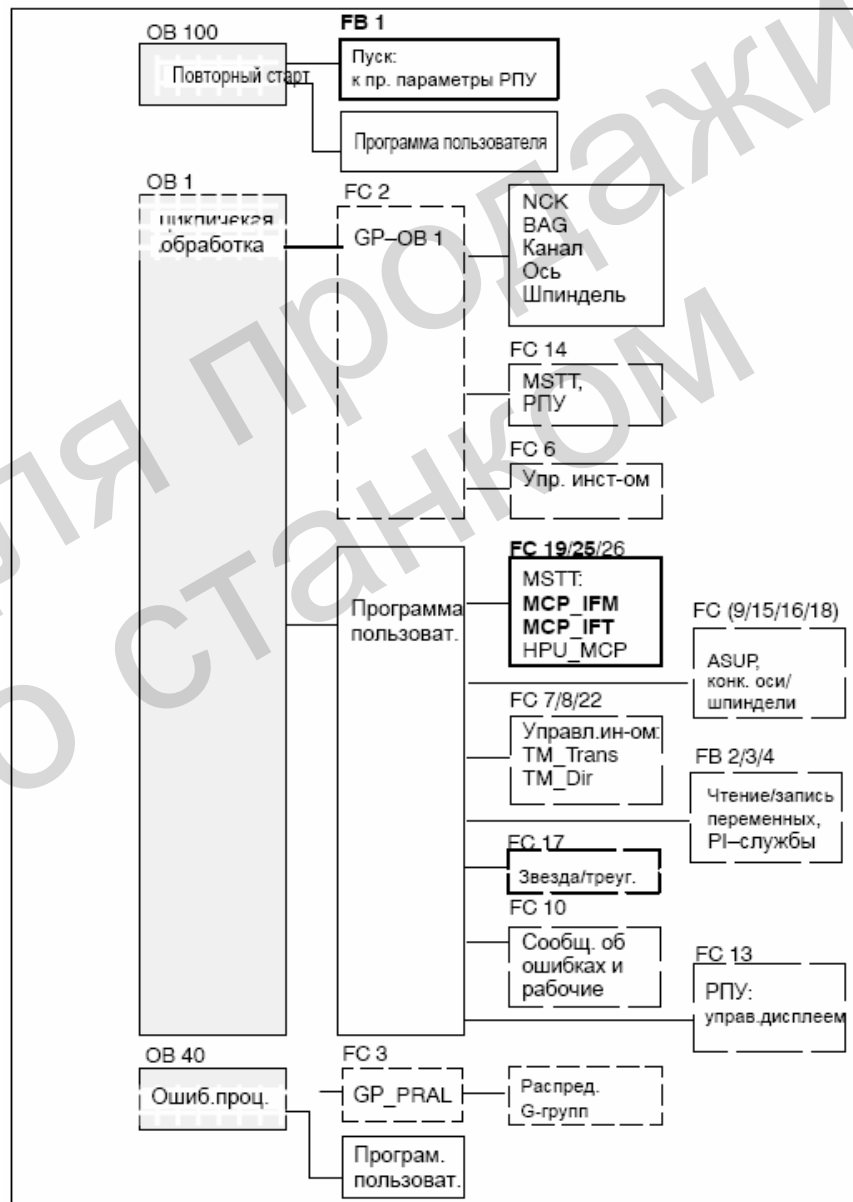 OB 100
Повторный старт
FB 1
Пуск:
к пр. параметры РПУ
Программа пользователя
OB 1
циклическая
обработка
FC 2
GP–OB 1
NCK
BAG
Канал
Ось
Шпиндель
FC 14
MSTT,
РПУ
FC 6
Упр. инст-ом
Программа
пользоват.
FC 19/25/26
MSTT:
MCP_IFM
MCP_IFT
HPU_MCP
FC (9/15/16/18)
ASUP,
конк. оси/
шпиндели
FC 7/8/22
Управл.ин-ом:
TM_Trans
TM_Dir
FB 2/3/4
Чтение/запись
переменных,
PI–службы
FC 17
Звезда/треуг.
FC 10
Сообщ. об
ошибках и
рабочие
FC 13
РПУ:
управ.дисплеем
OB 40
Ошиб.проц.
FC 3
GP_PRAL
Распред.
G-групп
Програм.
пользоват.
ля продажи
о станком